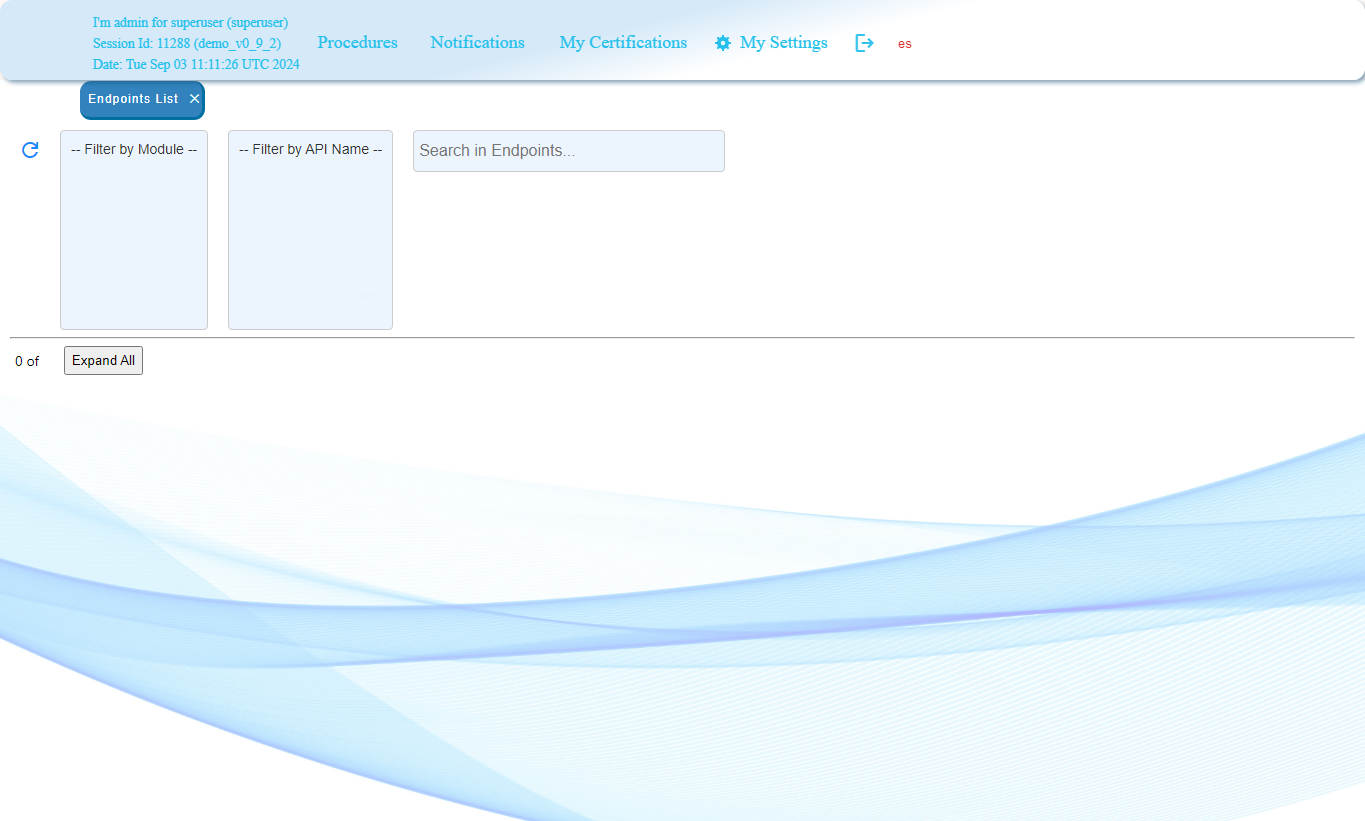 I'm admin for superuser (superuser)
Session Id: 11288 (demo_v0_9_2)
Date: Tue Sep 03 11:11:26 UTC 2024
Procedures
Notifications
My Certifications
My Settings
es
Endpoints List
-- Filter by Module --
-- Filter by API Name --
Search in Endpoints...
0 of
Expand All